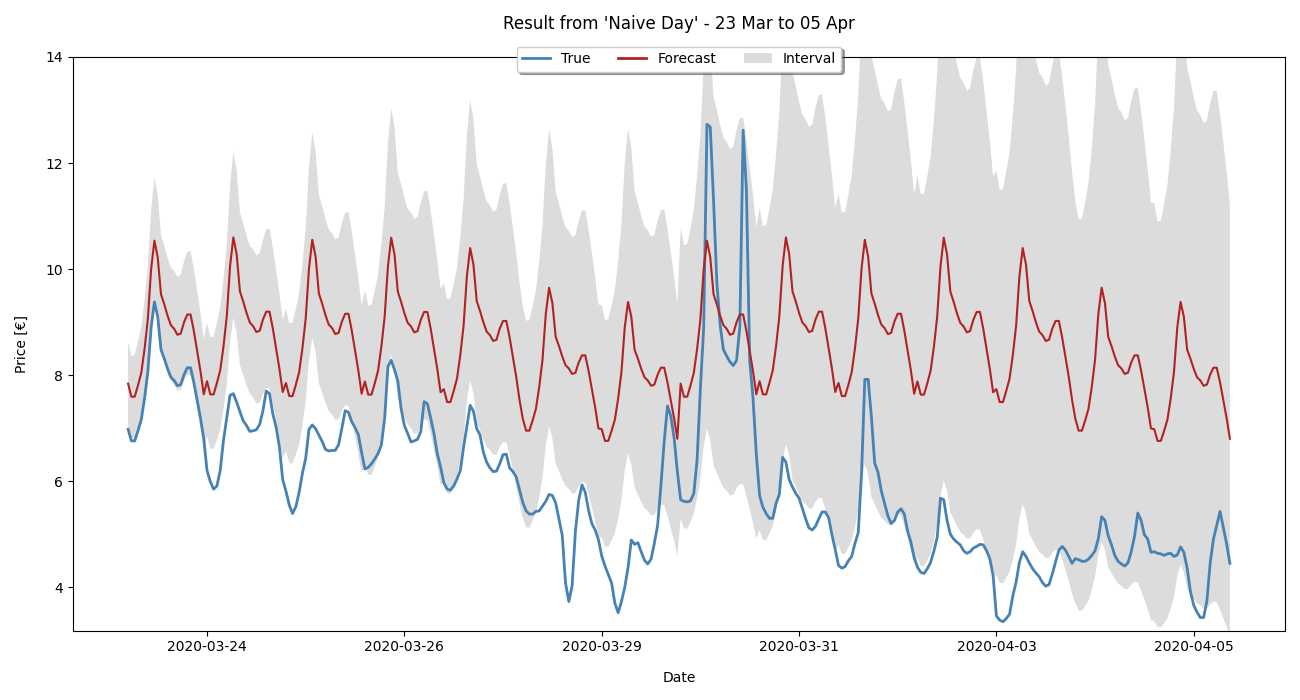 Result from 'Naive Day' - 23 Mar to 05 Apr
True Forecast Interval
14
12
10
8
6
4
Price [€]
2020-03-24 2020-03-26 2020-03-29 2020-03-31 2020-04-03 2020-04-05
Date